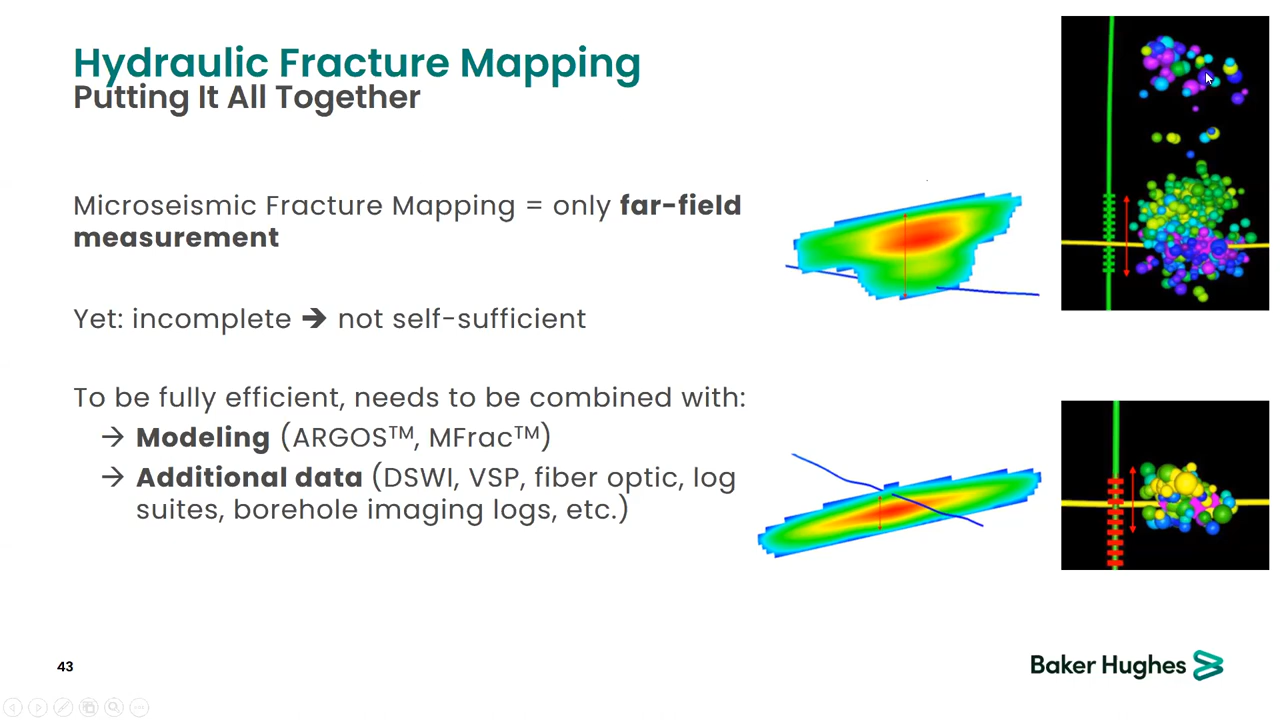 Hydraulic Fracture Mapping
Putting It All Together
Microseismic Fracture Mapping = only far-field
measurement
Yet: incomplete ➔ not self-sufficient
To be fully efficient, needs to be combined with:
→ Modeling (ARGOS™, MFrac™)
→ Additional data (DSWI, VSP, fiber optic, log
suites, borehole imaging logs, etc.)
43
Baker Hughes